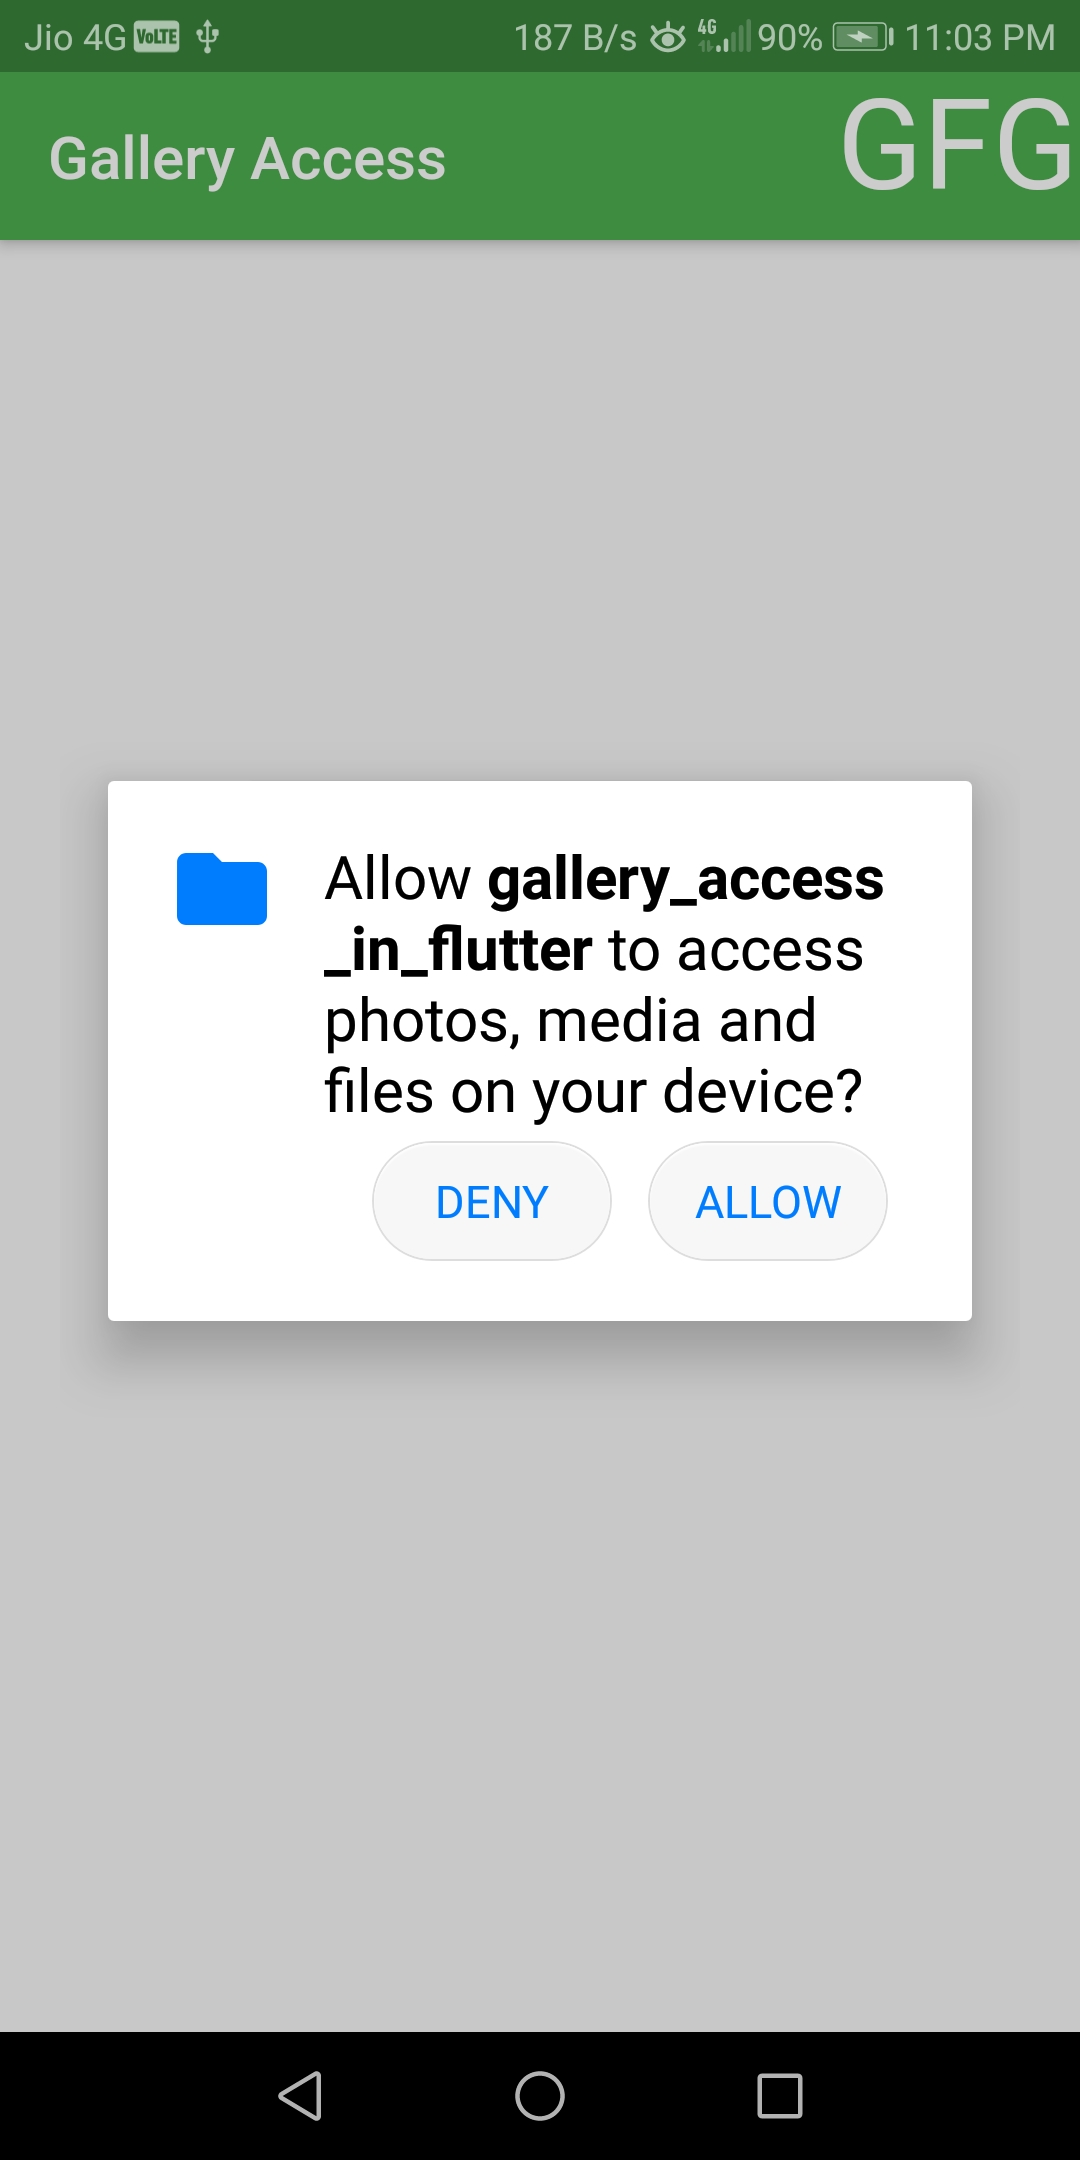 Jio 4G VoLTE 187 B/s 4G 90% 11:03 PM
Gallery Access GFG
Allow gallery_access
_in_flutter to access
photos, media and
files on your device?
DENY ALLOW